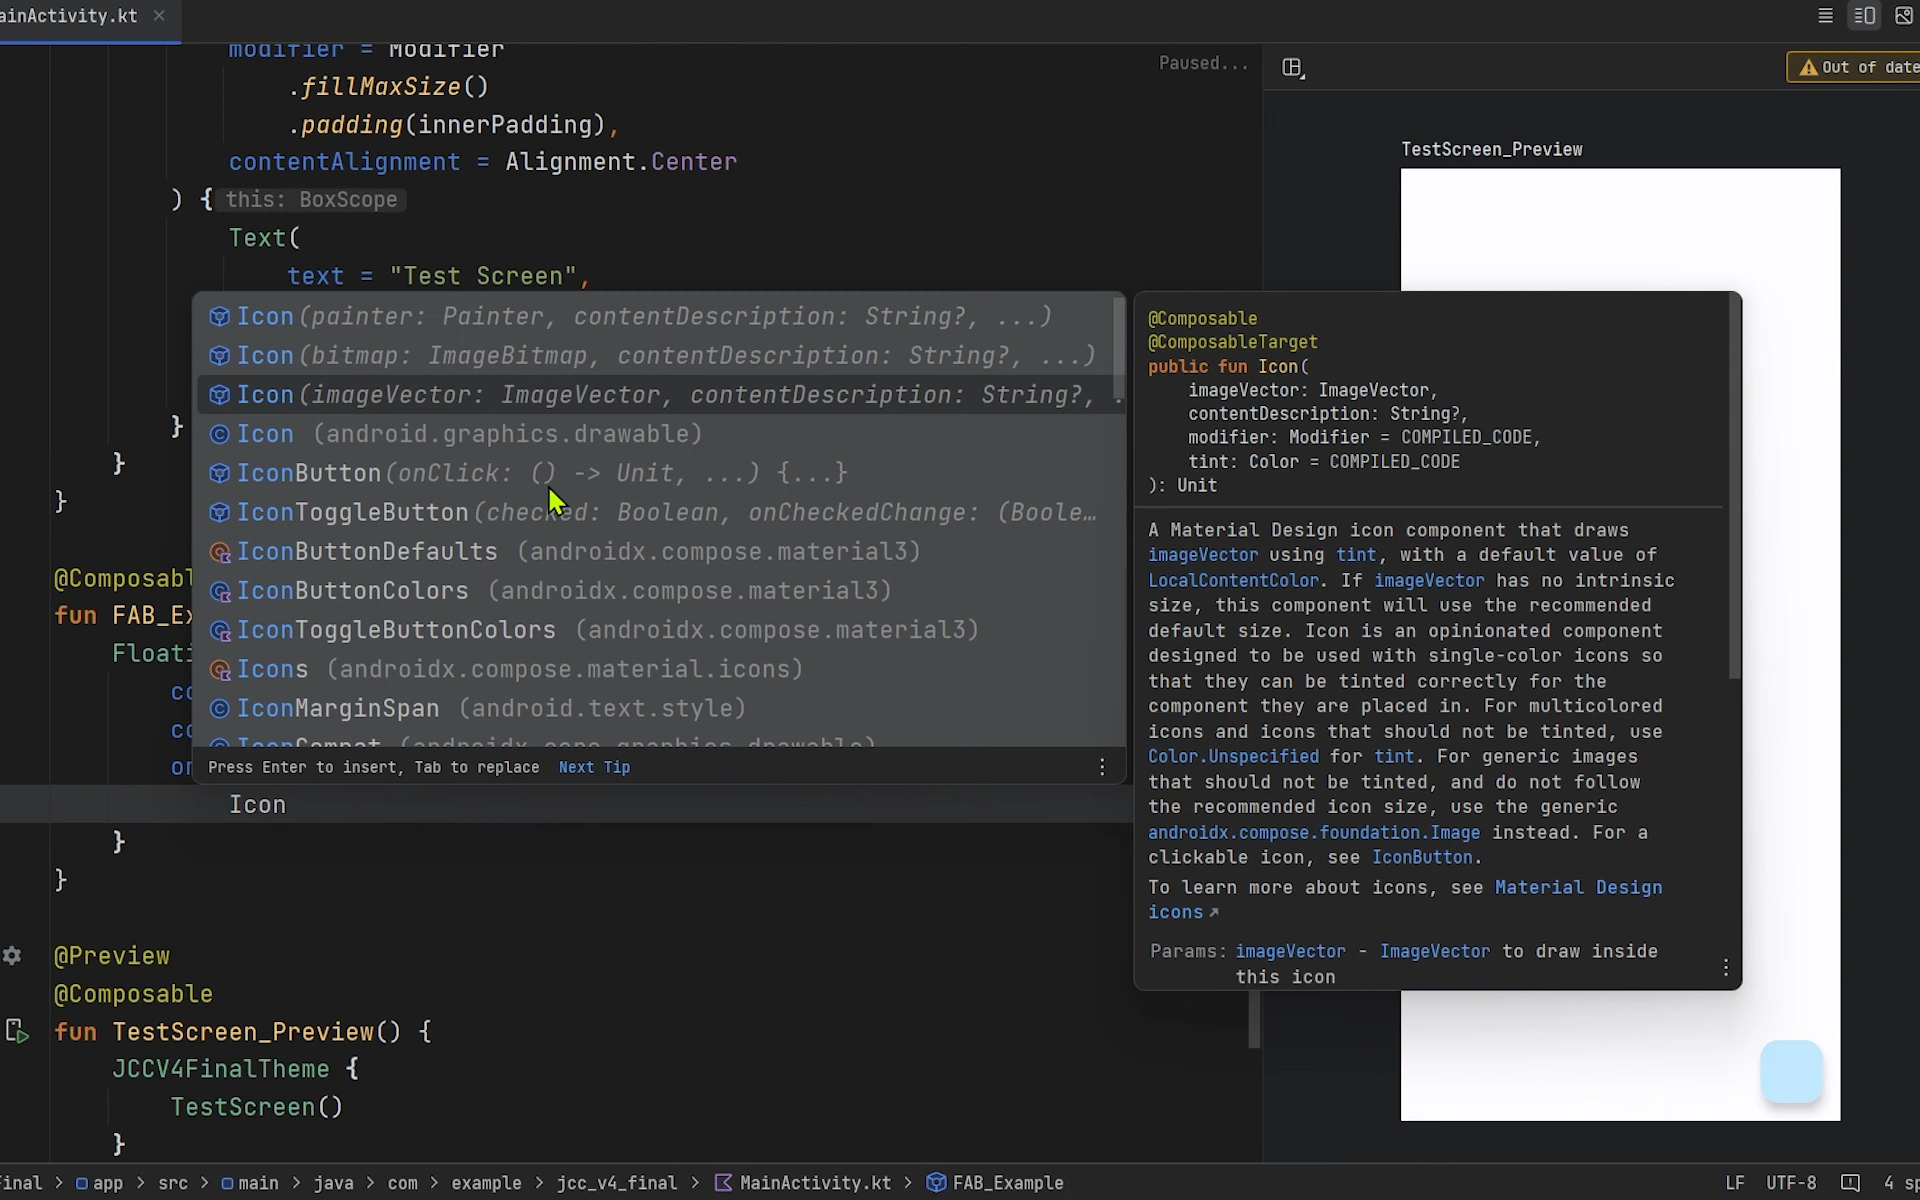 ainActivity.kt
modifier = Modifier
.fillMaxSize()
.padding(innerPadding),
contentAlignment = Alignment.Center
) { this: BoxScope
Text(
text = "Test Screen",
Icon(painter: Painter, contentDescription: String?, ...)
Icon(bitmap: ImageBitmap, contentDescription: String?, ...)
Icon(imageVector: ImageVector, contentDescription: String?, .
Icon (android.graphics.drawable)
IconButton(onClick: () -> Unit, ...) {...}
IconToggleButton(checked: Boolean, onCheckedChange: (Boole…
IconButtonDefaults (androidx.compose.material3)
IconButtonColors (androidx.compose.material3)
IconToggleButtonColors (androidx.compose.material3)
Icons (androidx.compose.material.icons)
IconMarginSpan (android.text.style)
IconCompat (androidx.core.graphics.drawable)
Press Enter to insert, Tab to replace Next Tip
}
}
}
@Composabl
fun FAB_Ex
Floati
co
co
on
Icon
}
}
@Preview
@Composable
fun TestScreen_Preview() {
JCCV4FinalTheme {
TestScreen()
}
Paused...
Out of date
TestScreen_Preview
@Composable
@ComposableTarget
public fun Icon(
imageVector: ImageVector,
contentDescription: String?,
modifier: Modifier = COMPILED_CODE,
tint: Color = COMPILED_CODE
): Unit
A Material Design icon component that draws
imageVector using tint, with a default value of
LocalContentColor. If imageVector has no intrinsic
size, this component will use the recommended
default size. Icon is an opinionated component
designed to be used with single-color icons so
that they can be tinted correctly for the
component they are placed in. For multicolored
icons and icons that should not be tinted, use
Color.Unspecified for tint. For generic images
that should not be tinted, and do not follow
the recommended icon size, use the generic
androidx.compose.foundation.Image instead. For a
clickable icon, see IconButton.
To learn more about icons, see Material Design
icons↗
Params: imageVector - ImageVector to draw inside
this icon
inal > app > src > main > java > com > example > jcc_v4_final > MainActivity.kt > FAB_Example
LF UTF-8 4 sp